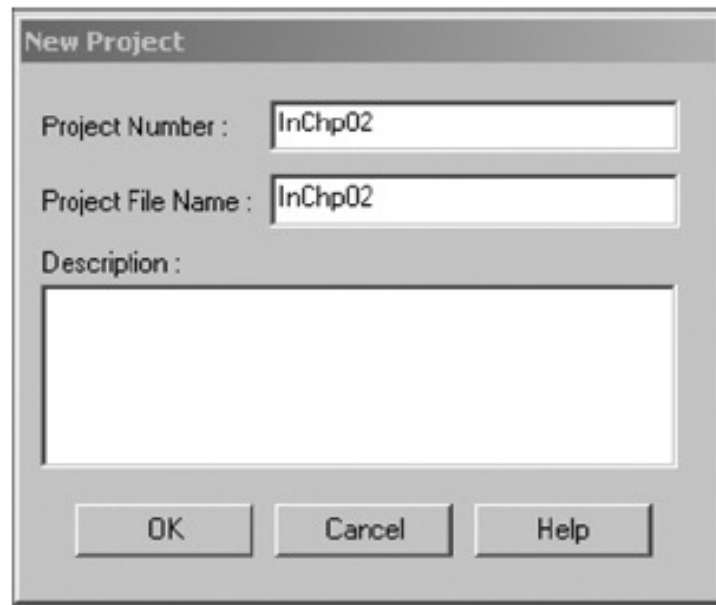 New Project
Project Number : InChp02
Project File Name : InChp02
Description :
OK Cancel Help